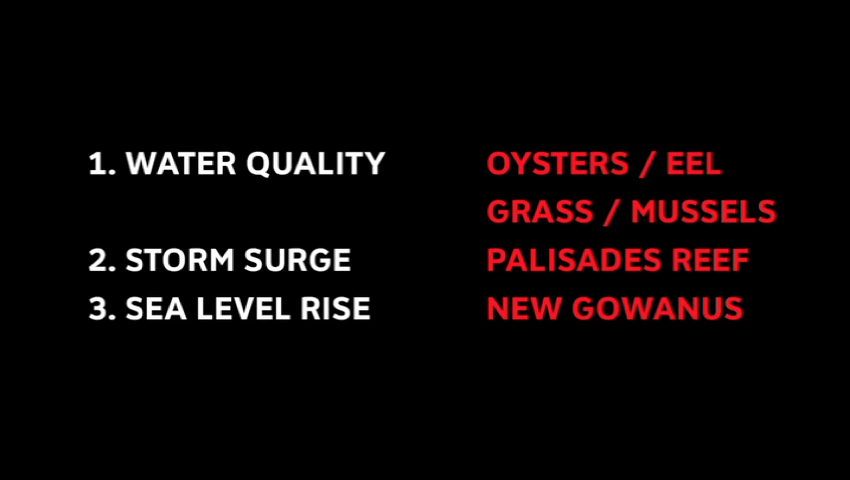 1. WATER QUALITY OYSTERS / EEL
GRASS / MUSSELS
2. STORM SURGE PALISADES REEF
3. SEA LEVEL RISE NEW GOWANUS